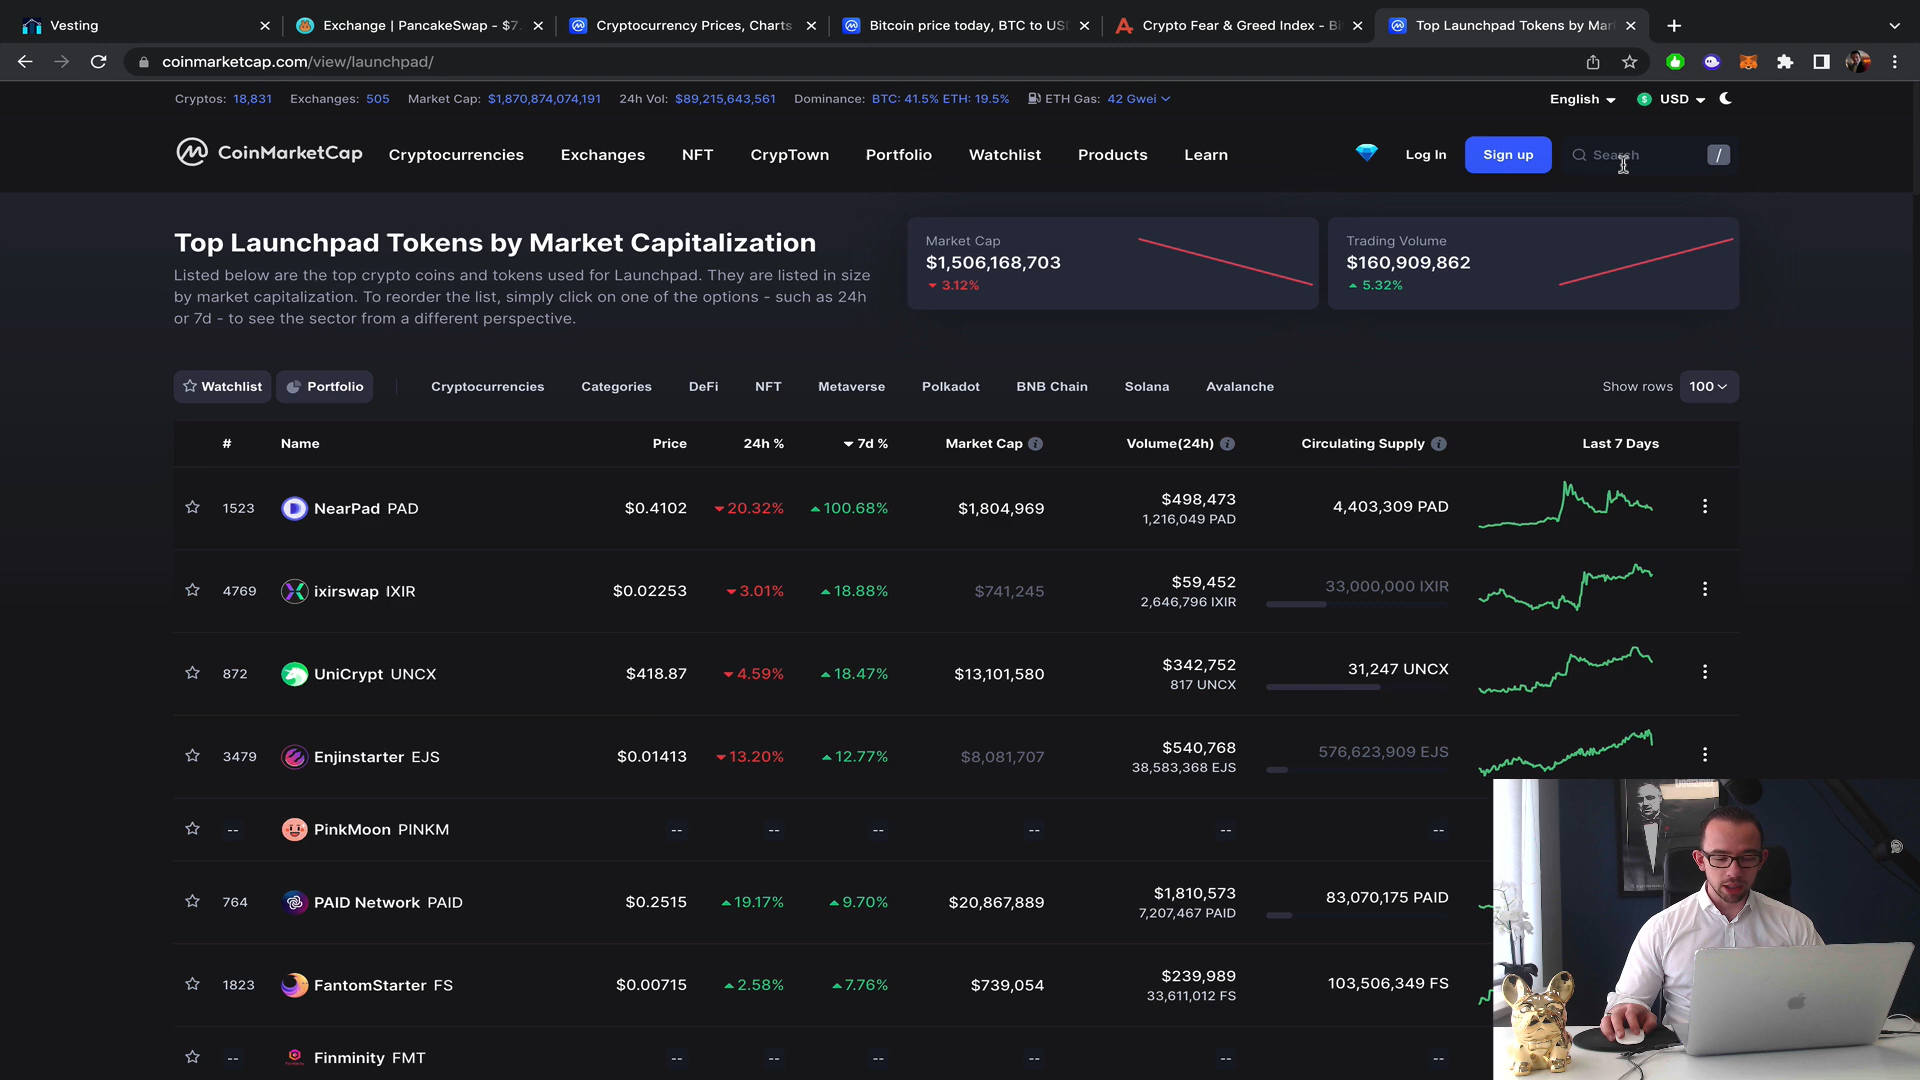 Vesting
Exchange | PancakeSwap - $7.
Cryptocurrency Prices, Charts
Bitcoin price today, BTC to US
Crypto Fear & Greed Index - Bi
Top Launchpad Tokens by Mar
coinmarketcap.com/view/launchpad/
Cryptos: 18,831 Exchanges: 505 Market Cap: $1,870,874,074,191 24h Vol: $89,215,643,561 Dominance: BTC: 41.5% ETH: 19.5% ETH Gas: 42 Gwei
English $ USD
CoinMarketCap Cryptocurrencies Exchanges NFT CrypTown Portfolio Watchlist Products Learn Log In Sign up Search /
Top Launchpad Tokens by Market Capitalization
Listed below are the top crypto coins and tokens used for Launchpad. They are listed in size
by market capitalization. To reorder the list, simply click on one of the options - such as 24h
or 7d - to see the sector from a different perspective.
Market Cap
$1,506,168,703
3.12%
Trading Volume
$160,909,862
5.32%
Watchlist Portfolio Cryptocurrencies Categories DeFi NFT Metaverse Polkadot BNB Chain Solana Avalanche Show rows 100
# Name Price 24h % 7d % Market Cap Volume(24h) Circulating Supply Last 7 Days
1523 NearPad PAD $0.4102 20.32% 100.68% $1,804,969 $498,473 4,403,309 PAD
1,216,049 PAD
4769 ixirswap IXIR $0.02253 3.01% 18.88% $741,245 $59,452 33,000,000 IXIR
2,646,796 IXIR
872 UniCrypt UNCX $418.87 4.59% 18.47% $13,101,580 $342,752 31,247 UNCX
817 UNCX
3479 Enjinstarter EJS $0.01413 13.20% 12.77% $8,081,707 $540,768 576,623,909 EJS
38,583,368 EJS
-- PinkMoon PINKM -- -- -- -- -- --
764 PAID Network PAID $0.2515 19.17% 9.70% $20,867,889 $1,810,573 83,070,175 PAID
7,207,467 PAID
1823 FantomStarter FS $0.00715 2.58% 7.76% $739,054 $239,989 103,506,349 FS
33,611,012 FS
-- Finminity FMT -- -- -- -- -- --